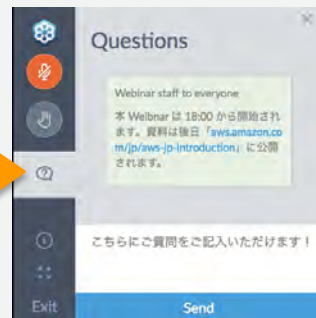 Questions
Webinar staff to everyone
本 Webinar は 18:00 から開始され
ます。資料は後日「aws.amazon.co
m/jp/aws-jp-introduction」に公開
されます。
こちらにご質問をご記入いただけます！
Exit
Send